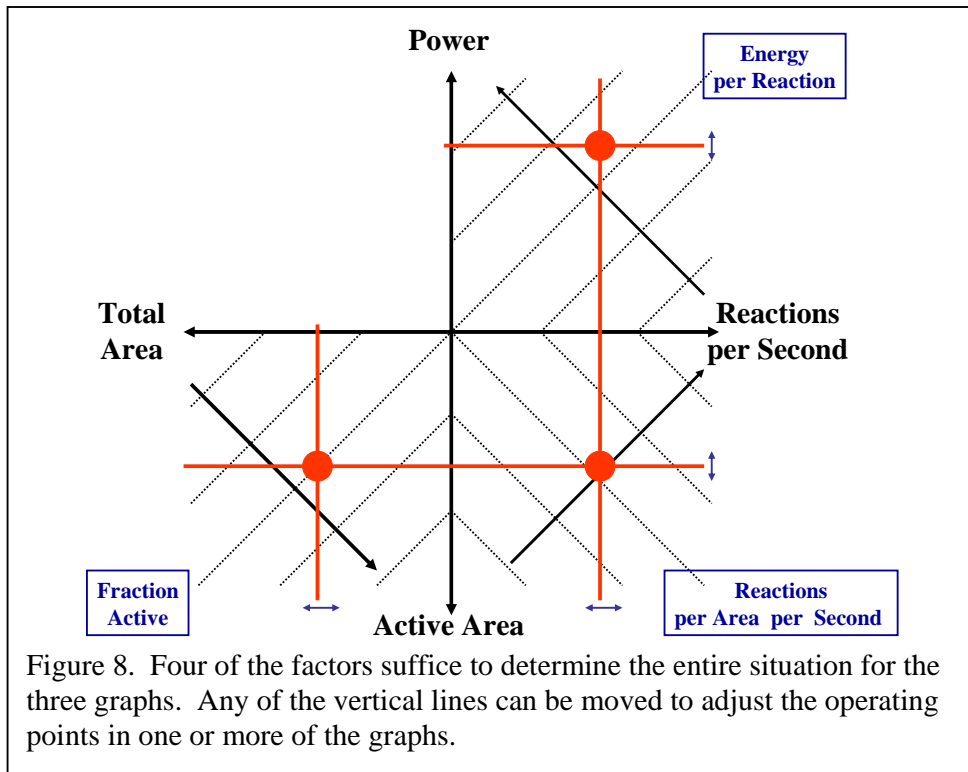 Power
Energy
per Reaction
Total
Area
Reactions
per Second
Fraction
Active
Active Area
Reactions
per Area per Second
Figure 8. Four of the factors suffice to determine the entire situation for the
three graphs. Any of the vertical lines can be moved to adjust the operating
points in one or more of the graphs.